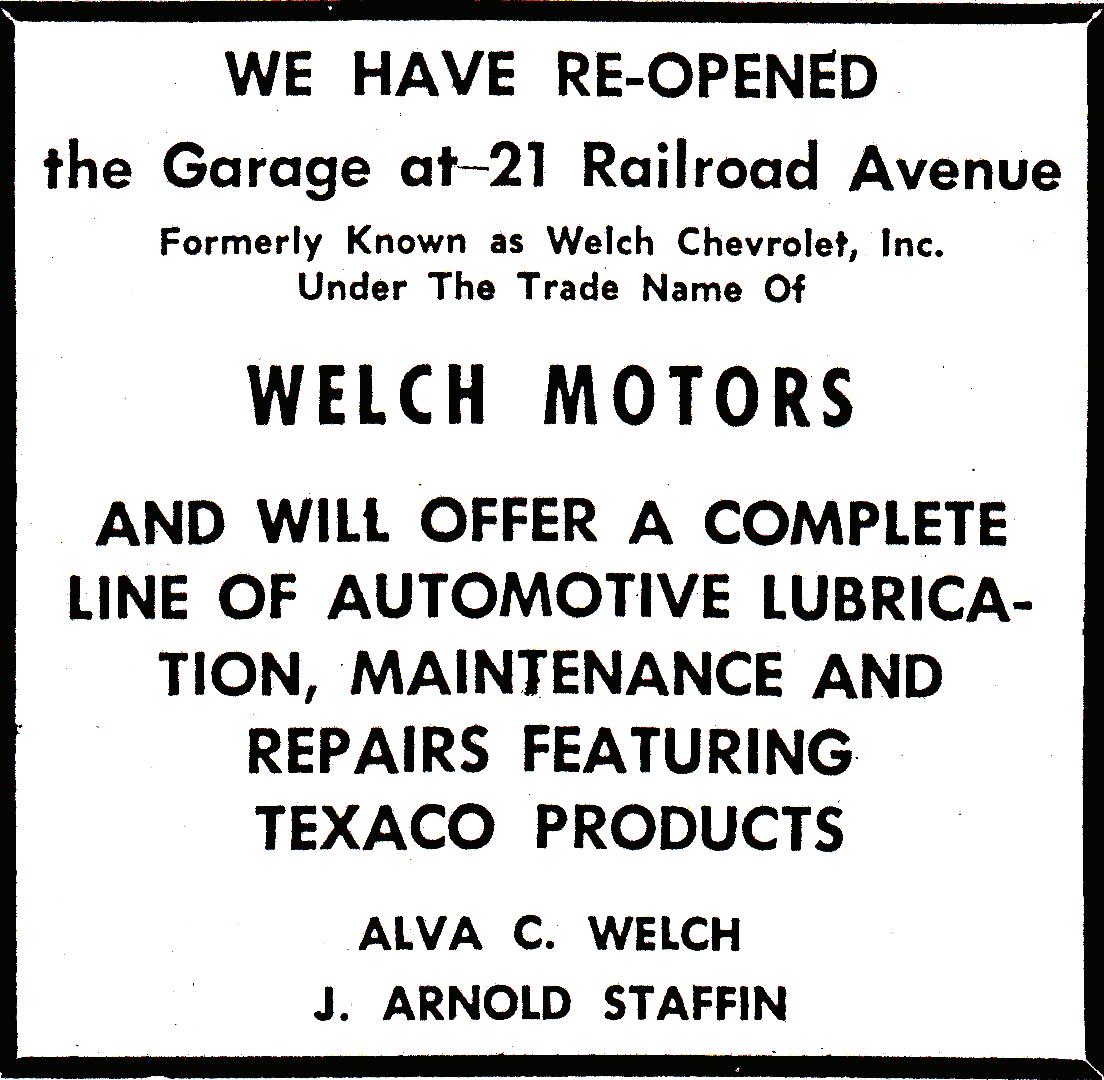 WE HAVE RE-OPENED
the Garage at—21 Railroad Avenue
Formerly Known as Welch Chevrolet, Inc.
Under The Trade Name Of
WELCH MOTORS
AND WILL OFFER A COMPLETE
LINE OF AUTOMOTIVE LUBRICA-
TION, MAINTENANCE AND
REPAIRS FEATURING
TEXACO PRODUCTS
ALVA C. WELCH
J. ARNOLD STAFFIN